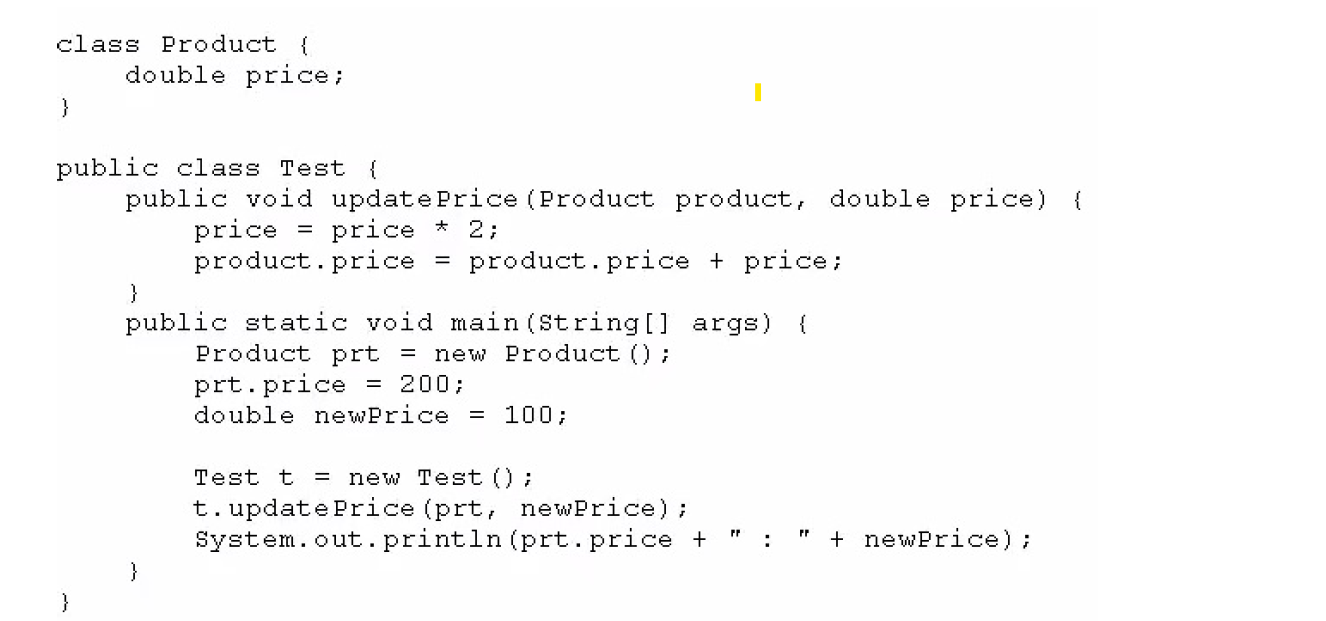 class Product {
double price;
}
public class Test {
public void updatePrice(Product product, double price) {
price = price * 2;
product.price = product.price + price;
}
public static void main(String[] args) {
Product prt = new Product();
prt.price = 200;
double newPrice = 100;
Test t = new Test();
t.updatePrice(prt, newPrice);
System.out.println(prt.price + " : " + newPrice);
}
}